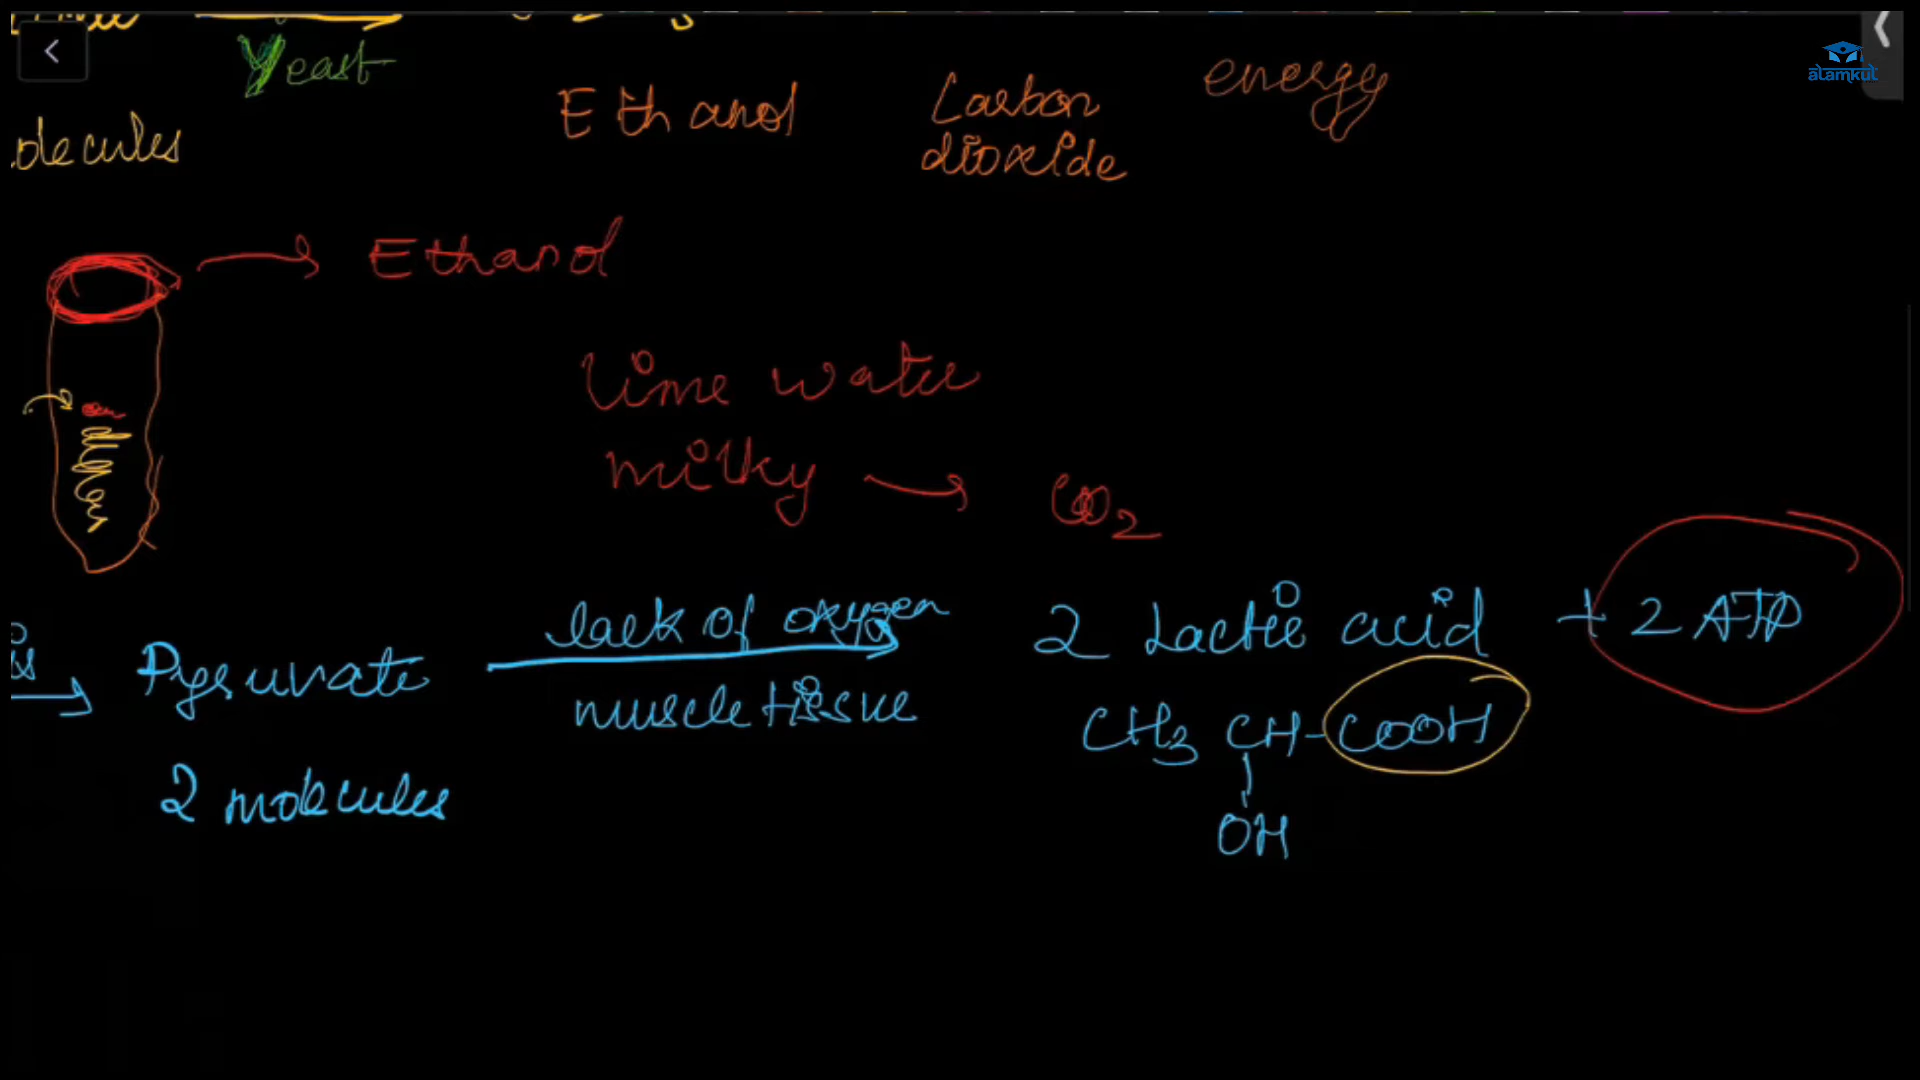 Yeast
energy
alamkut
Ethanol
Carbon
dioxide
olecules
Ethanol
lime water
milky → CO2
lack of oxygen
2 Lactic acid + 2 ATP
→ Pyruvate
muscle tissue
CH3 CH-COOH
OH
2 molecules